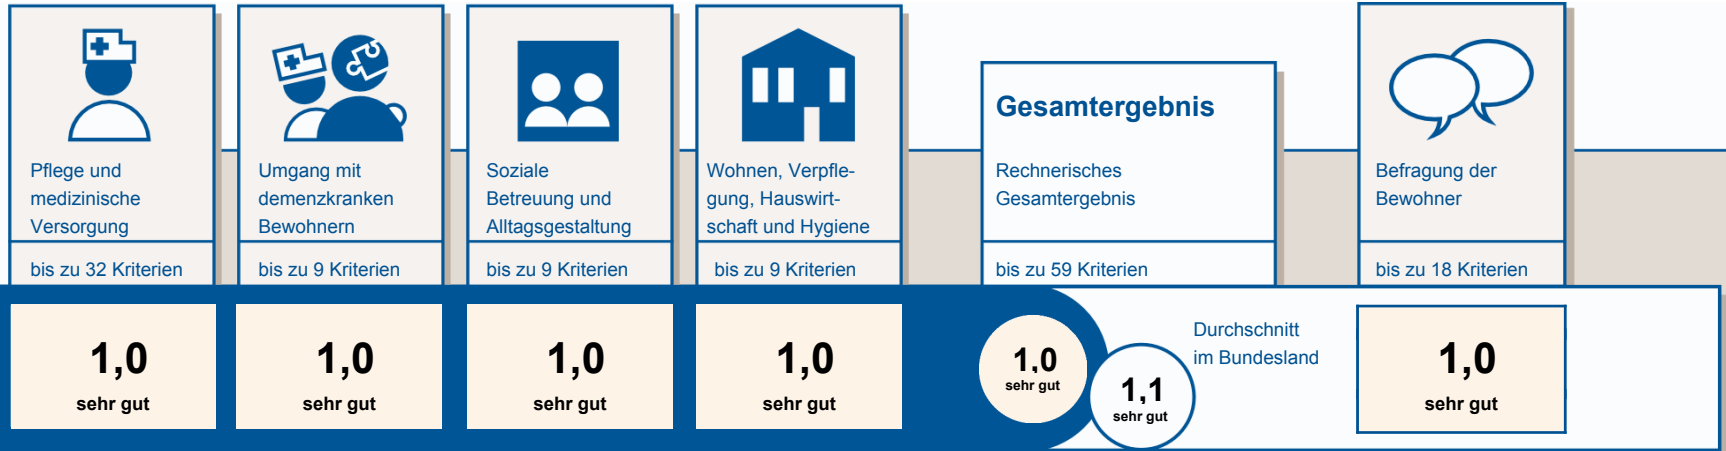 Pflege und
medizinische
Versorgung
bis zu 32 Kriterien
1,0
sehr gut
Umgang mit
demenzkranken
Bewohnern
bis zu 9 Kriterien
1,0
sehr gut
Soziale
Betreuung und
Alltagsgestaltung
bis zu 9 Kriterien
1,0
sehr gut
Wohnen, Verpfle-
gung, Hauswirt-
schaft und Hygiene
bis zu 9 Kriterien
1,0
sehr gut
Gesamtergebnis
Rechnerisches
Gesamtergebnis
bis zu 59 Kriterien
1,0
sehr gut
1,1
sehr gut
Durchschnitt
im Bundesland
Befragung der
Bewohner
bis zu 18 Kriterien
1,0
sehr gut